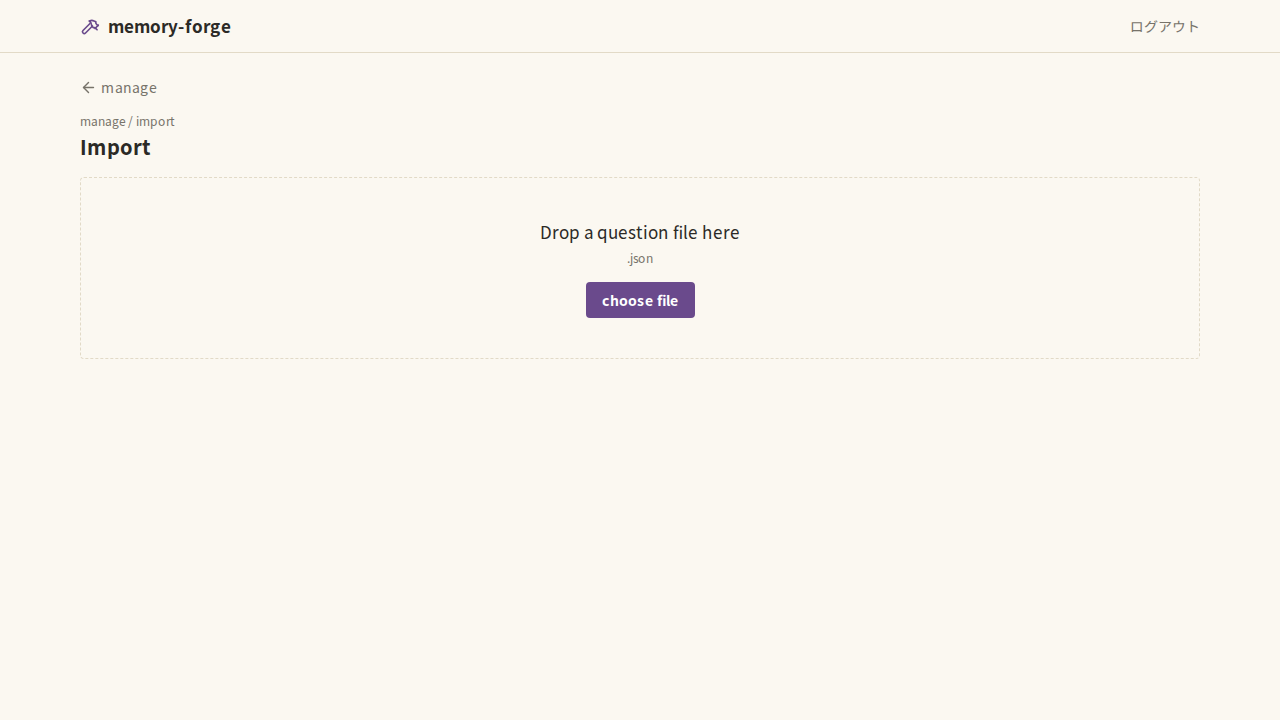 memory-forge
ログアウト
manage
manage / import
Import
Drop a question file here
.json
choose file